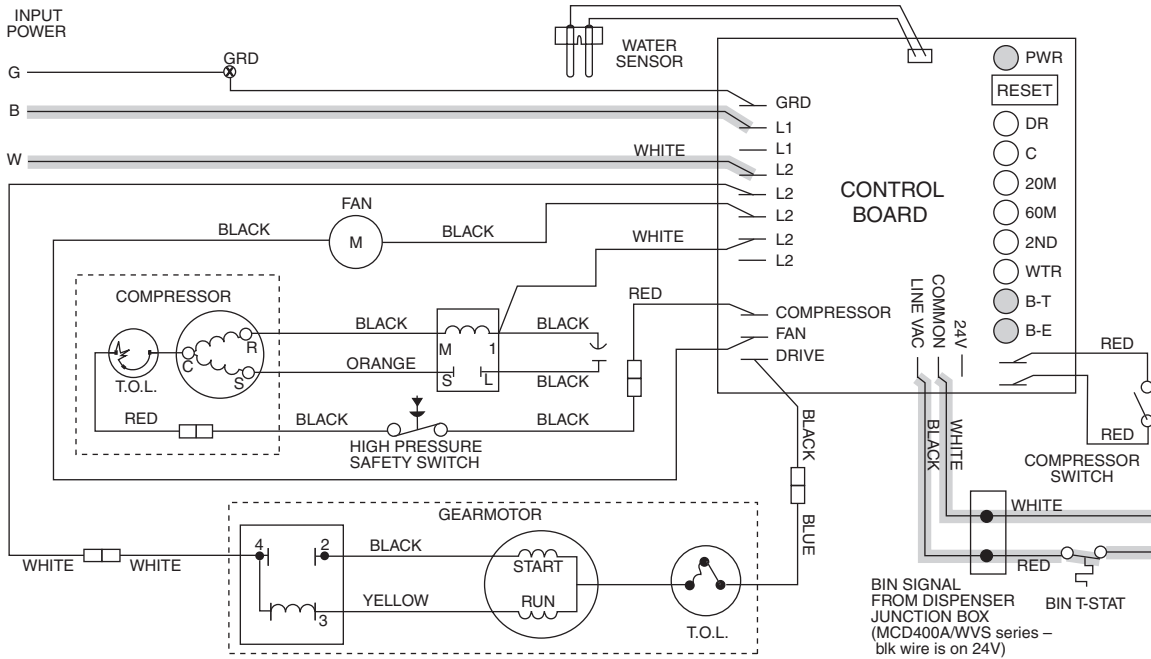 INPUT
POWER
G
GRD
B
W
WATER
SENSOR
GRD
L1
L1
L2
L2
L2
L2
L2
WHITE
WHITE
CONTROL
BOARD
PWR
RESET
DR
C
20M
60M
2ND
WTR
B-T
B-E
LINE VAC
COMMON
24V
COMPRESSOR
FAN
DRIVE
FAN
M
BLACK
BLACK
COMPRESSOR
T.O.L.
C
R
S
BLACK
ORANGE
M
1
S
L
BLACK
BLACK
RED
RED
BLACK
BLACK
HIGH PRESSURE
SAFETY SWITCH
RED
RED
COMPRESSOR
SWITCH
BLACK
BLUE
BLACK
WHITE
WHITE
RED
BIN T-STAT
BIN SIGNAL
FROM DISPENSER
JUNCTION BOX
(MCD400A/WVS series –
blk wire is on 24V)
GEARMOTOR
WHITE
WHITE
4
2
3
BLACK
YELLOW
START
RUN
T.O.L.